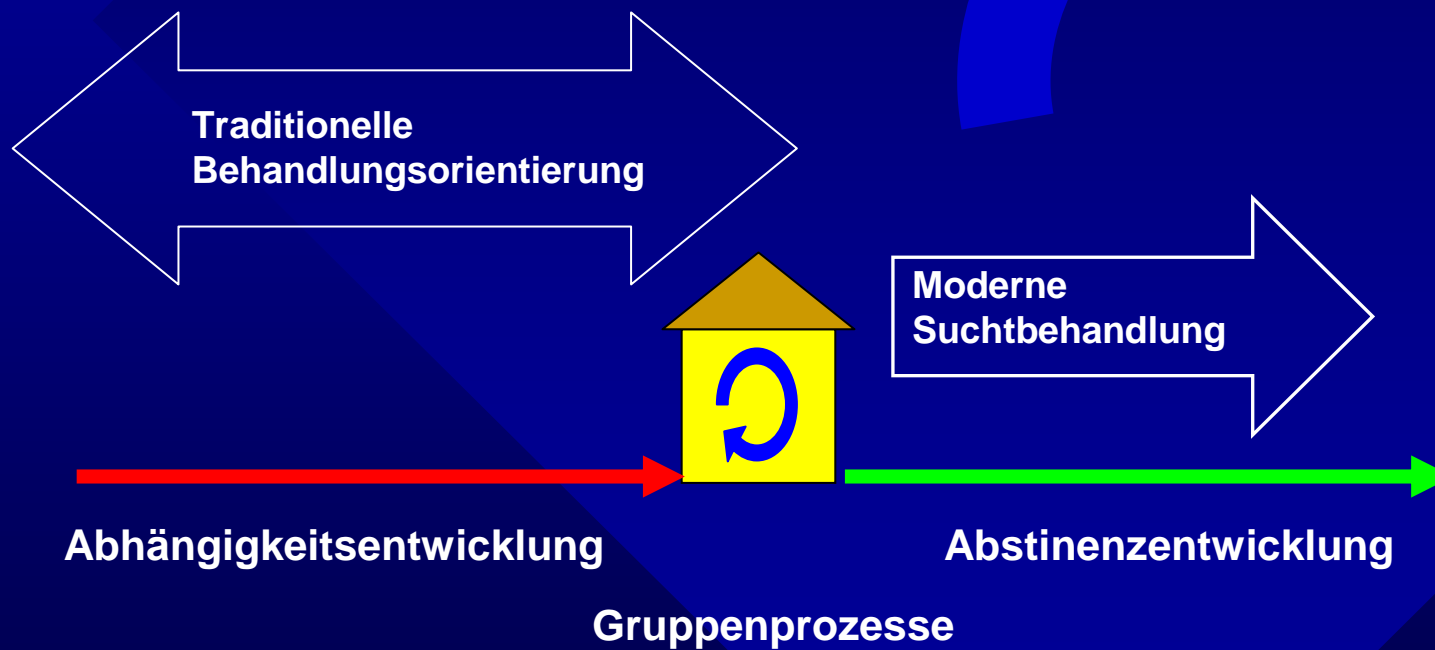 Traditionelle
Behandlungsorientierung
Moderne
Suchtbehandlung
Abhängigkeitsentwicklung
Abstinenzentwicklung
Gruppenprozesse